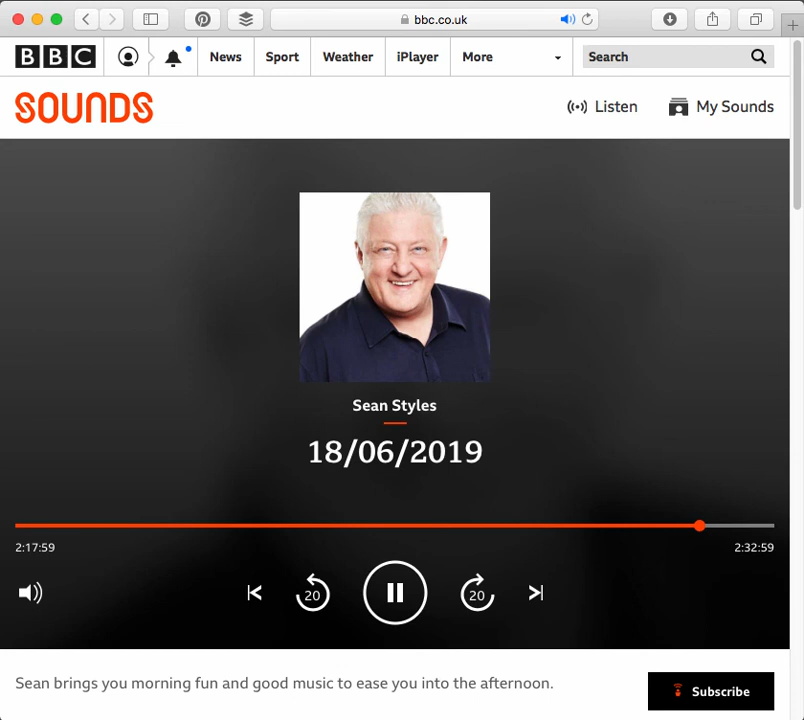 bbc.co.uk
BBC News Sport Weather iPlayer More Search
SOUNDS Listen My Sounds
Sean Styles
18/06/2019
2:17:59 2:32:59
20 20
Sean brings you morning fun and good music to ease you into the afternoon.
Subscribe